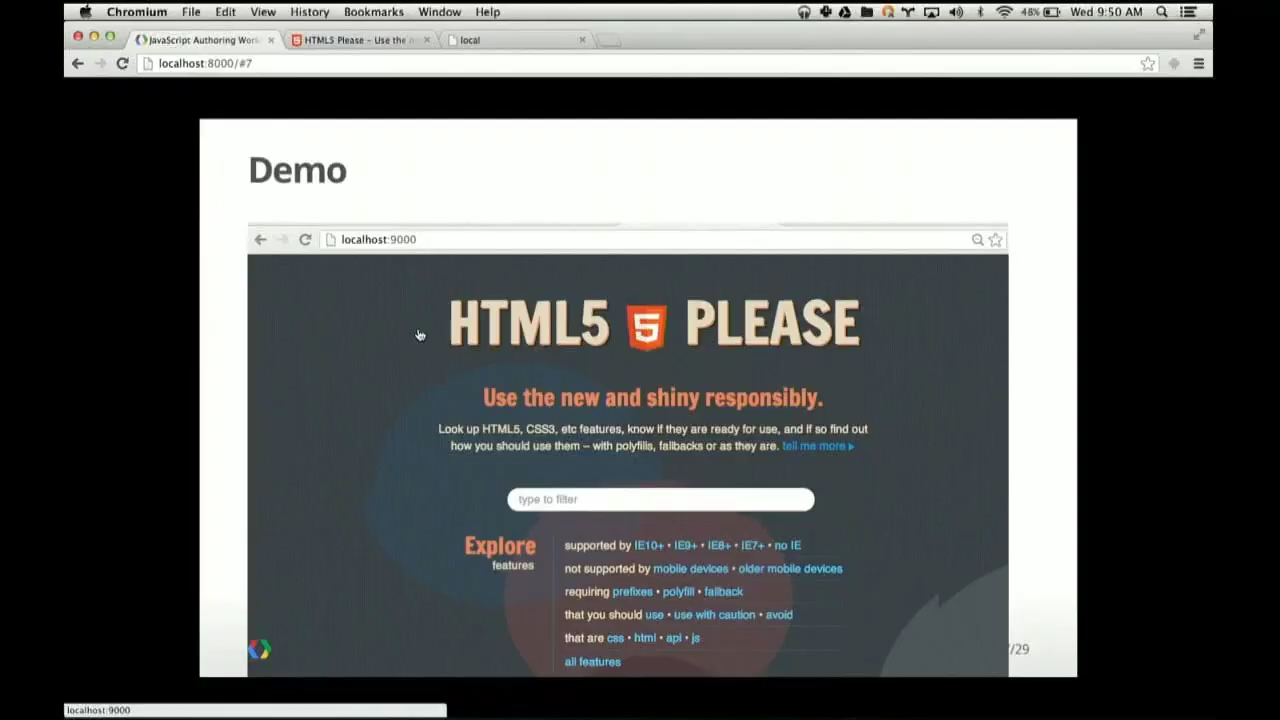 Chromium File Edit View History Bookmarks Window Help 48% Wed 9:50 AM
JavaScript Authoring Wor HTML5 Please - Use the local
localhost:8000/#7
Demo
localhost:9000
HTML5 5 PLEASE
Use the new and shiny responsibly.
Look up HTML5, CSS3, etc features, know if they are ready for use, and if so find out
how you should use them – with polyfills, fallbacks or as they are. tell me more ▸
type to filter
Explore
features
supported by IE10+ • IE9+ • IE8+ • IE7+ • no IE
not supported by mobile devices • older mobile devices
requiring prefixes • polyfill • fallback
that you should use • use with caution • avoid
that are css • html • api • js
all features
/29
localhost:9000